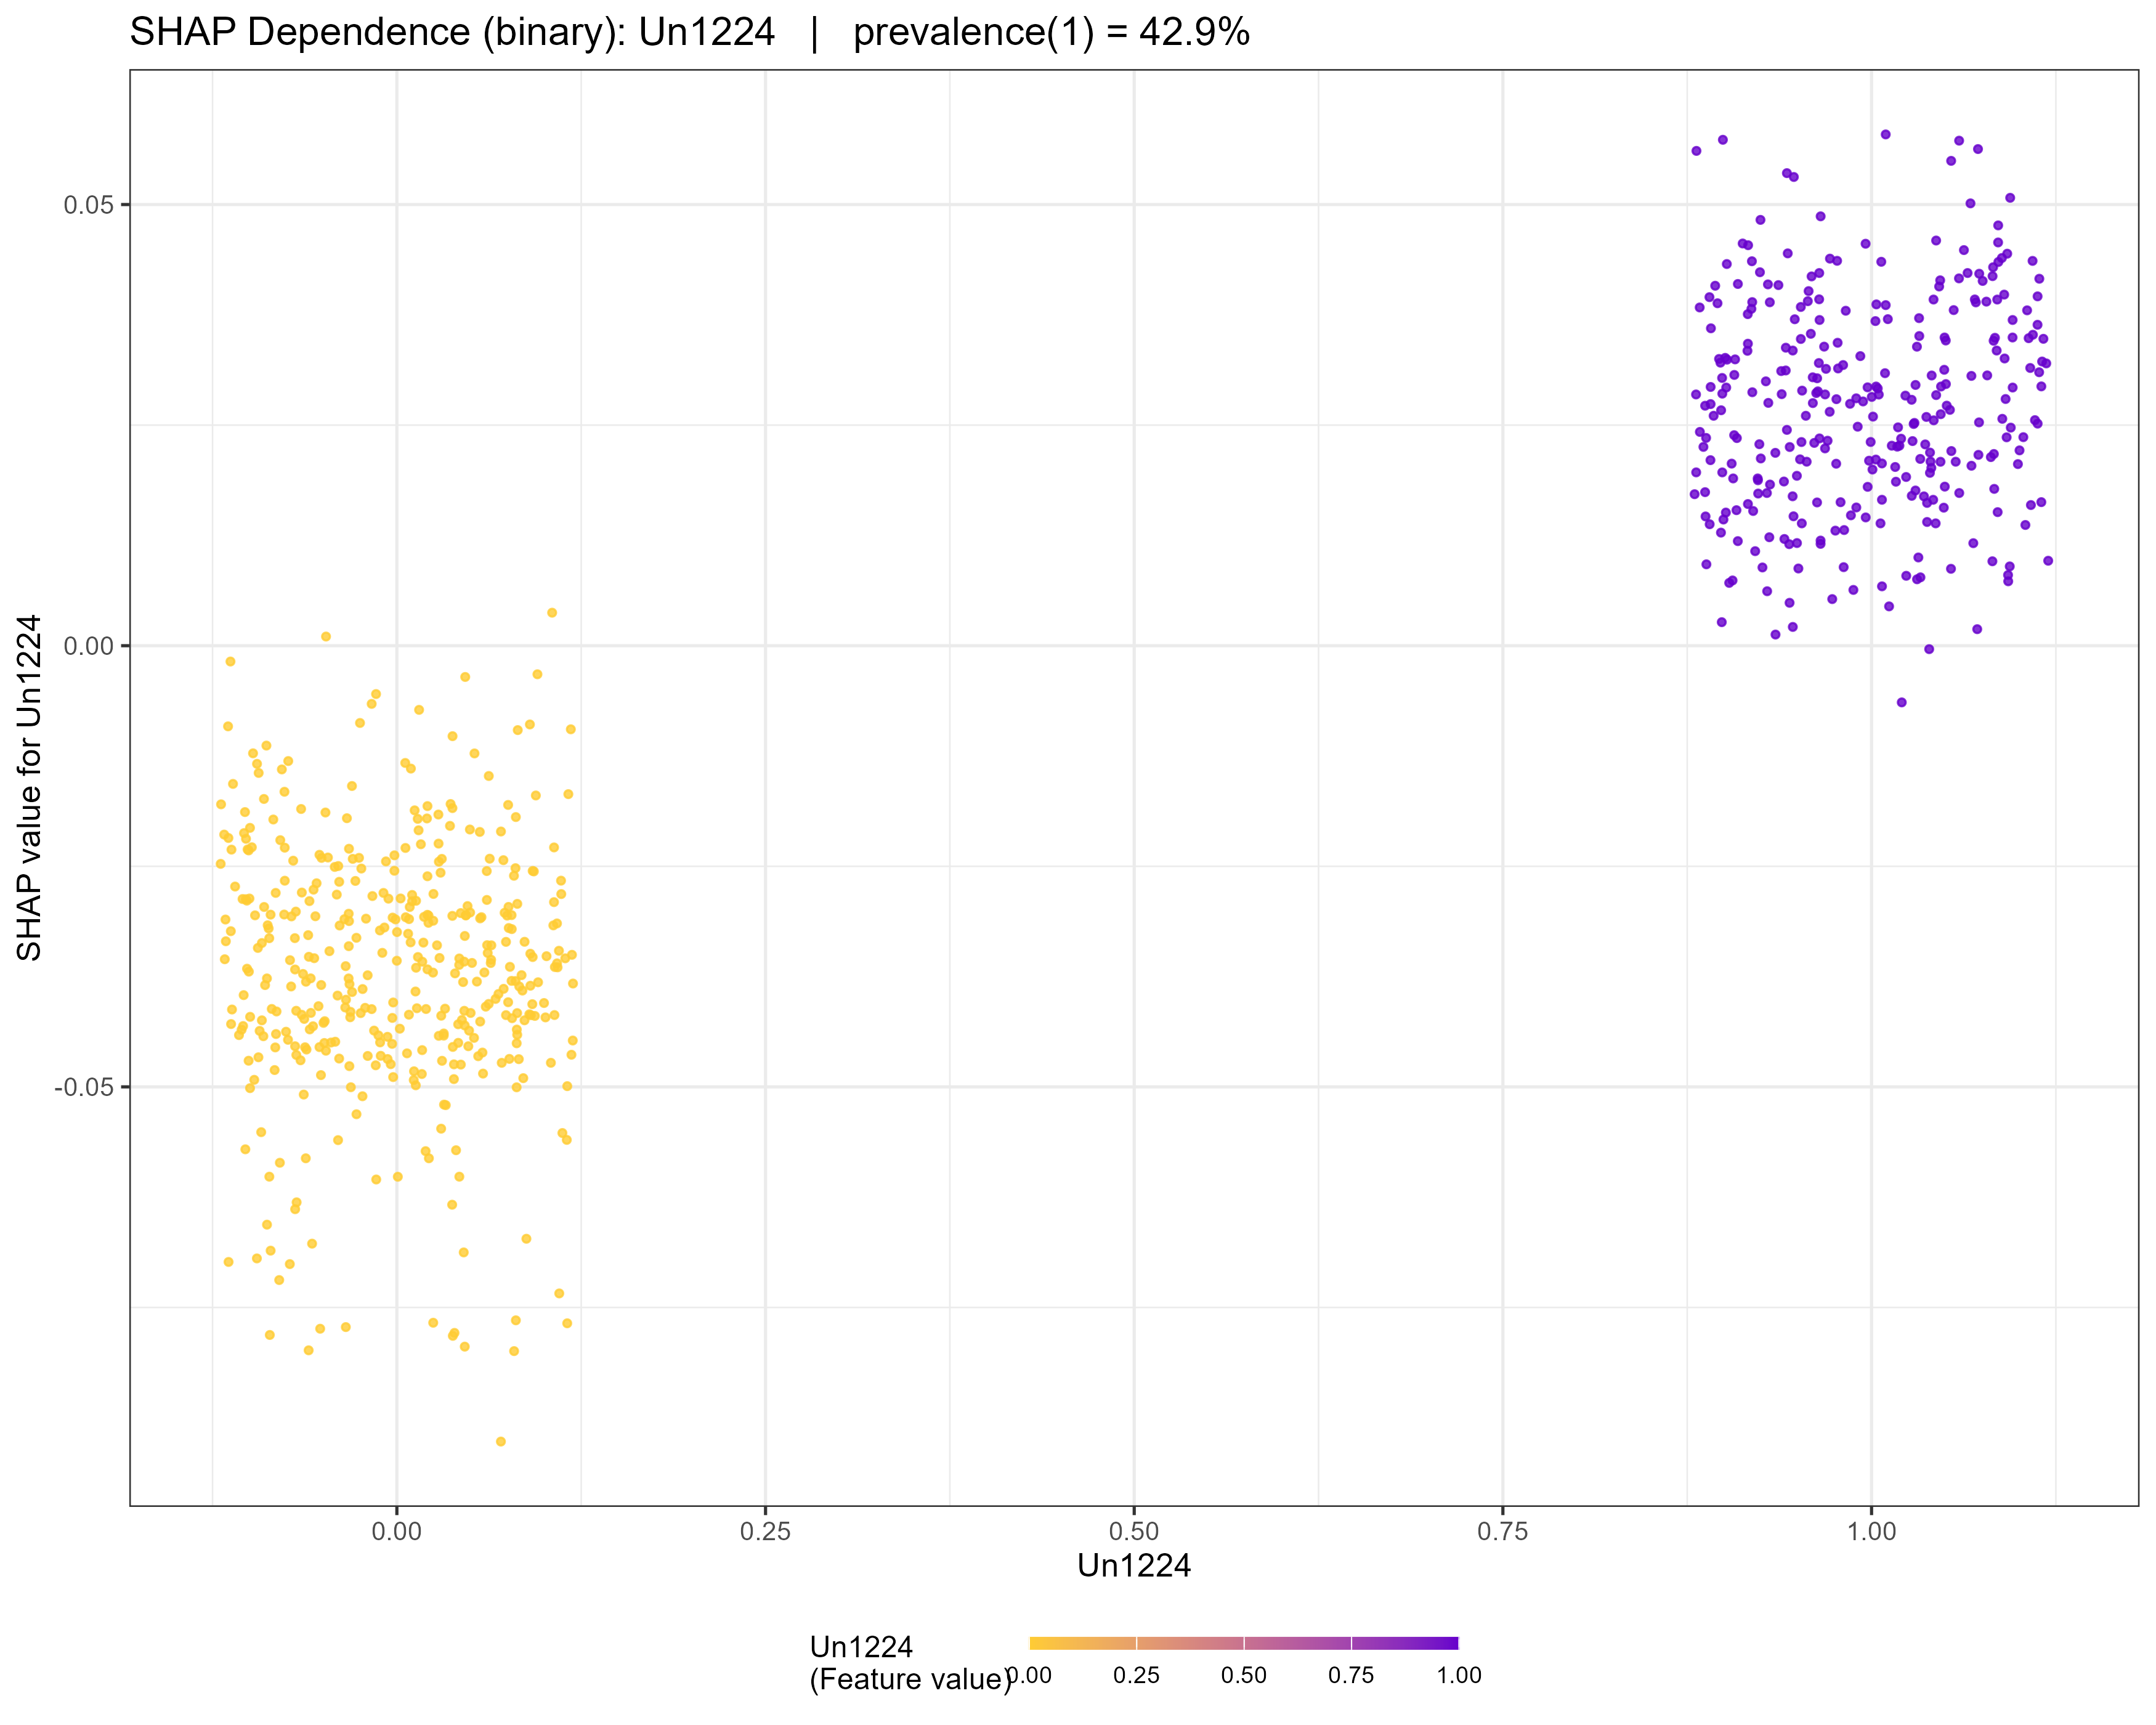 SHAP Dependence (binary): Un1224 | prevalence(1) = 42.9%
SHAP value for Un1224
0.05
0.00
-0.05
0.00 0.25 0.50 0.75 1.00
Un1224
Un1224
(Feature value)
0.00 0.25 0.50 0.75 1.00